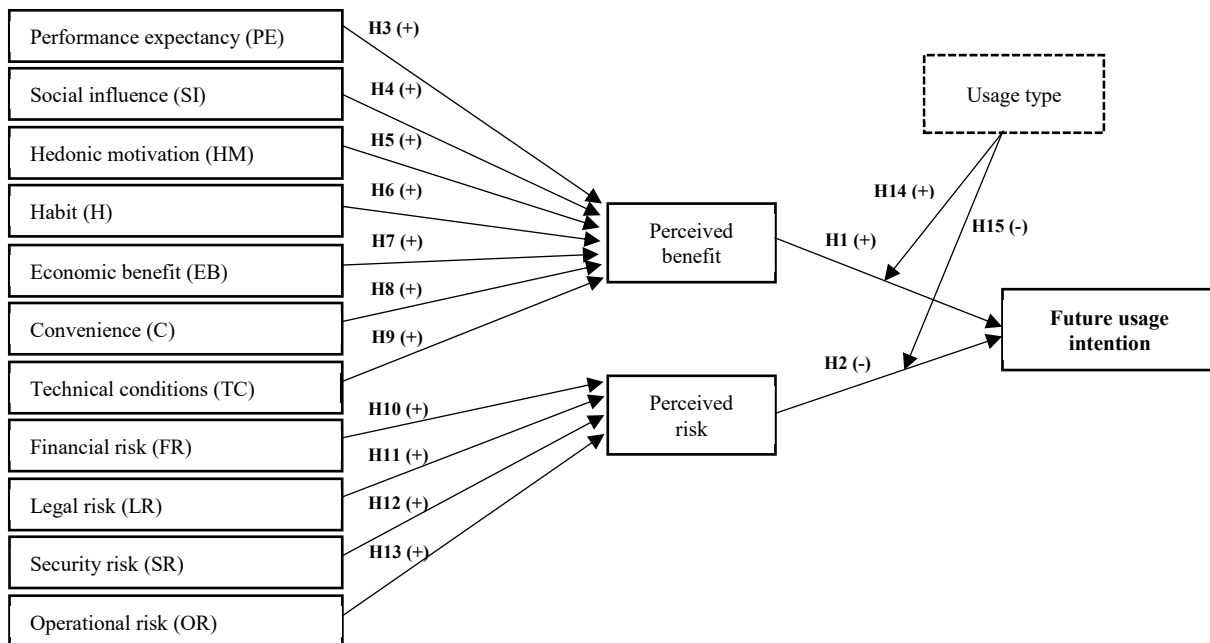 Performance expectancy (PE)
H3 (+)
Social influence (SI)
H4 (+)
Usage type
Hedonic motivation (HM)
H5 (+)
Habit (H)
H6 (+)
H14 (+)
H15 (-)
Perceived
benefit
H1 (+)
Economic benefit (EB)
H7 (+)
Convenience (C)
H8 (+)
Future usage
intention
Technical conditions (TC)
H9 (+)
H2 (-)
Perceived
risk
Financial risk (FR)
H10 (+)
Legal risk (LR)
H11 (+)
Security risk (SR)
H12 (+)
Operational risk (OR)
H13 (+)